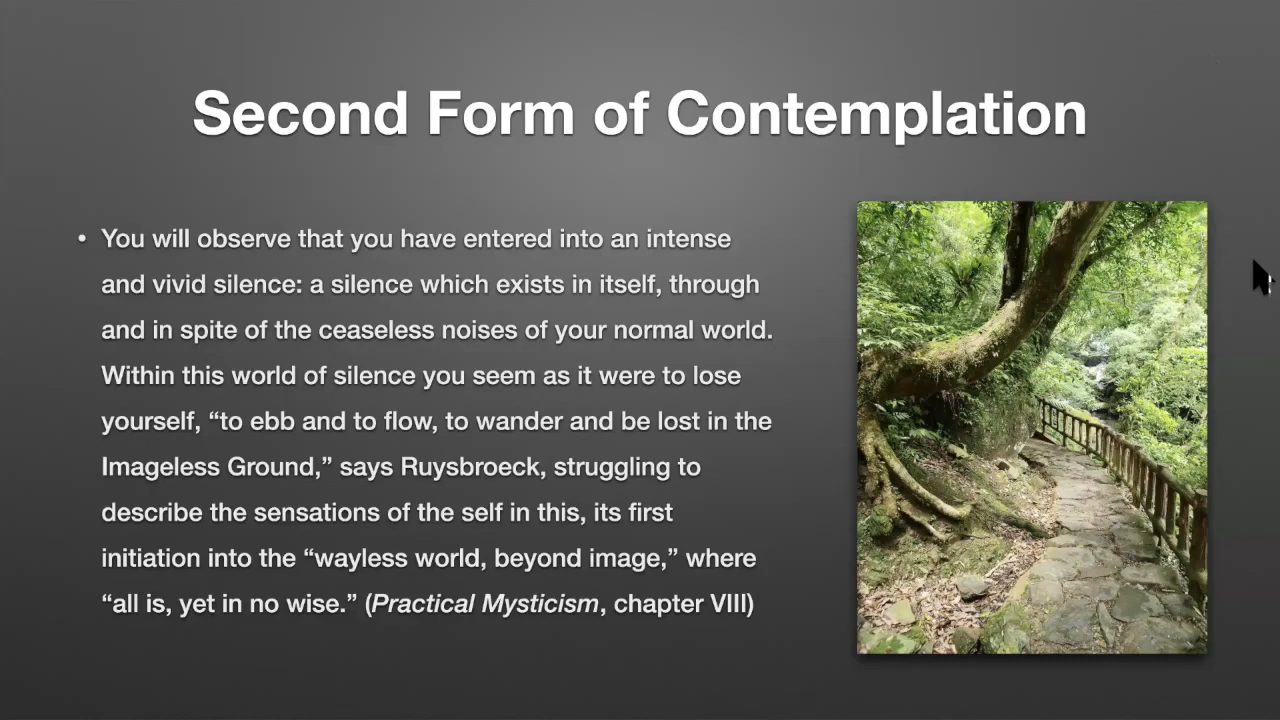 Second Form of Contemplation
• You will observe that you have entered into an intense
and vivid silence: a silence which exists in itself, through
and in spite of the ceaseless noises of your normal world.
Within this world of silence you seem as it were to lose
yourself, “to ebb and to flow, to wander and be lost in the
Imageless Ground,” says Ruysbroeck, struggling to
describe the sensations of the self in this, its first
initiation into the “wayless world, beyond image,” where
“all is, yet in no wise.” (Practical Mysticism, chapter VIII)